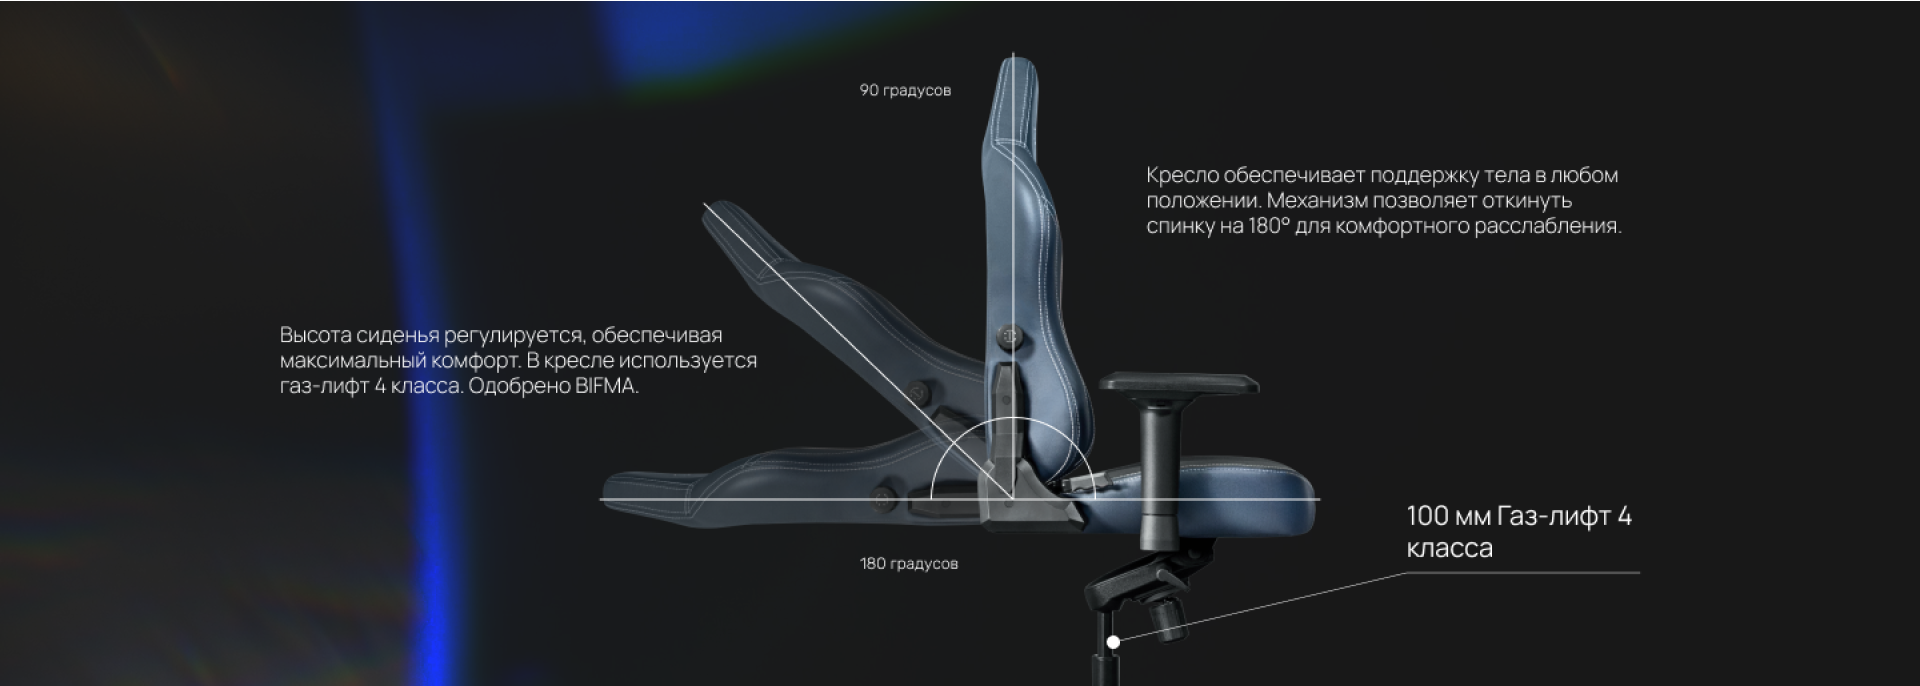 90 градусов
Кресло обеспечивает поддержку тела в любом
положении. Механизм позволяет откинуть
спинку на 180° для комфортного расслабления.
Высота сиденья регулируется, обеспечивая
максимальный комфорт. В кресле используется
газ-лифт 4 класса. Одобрено BIFMA.
100 мм Газ-лифт 4
класса
180 градусов